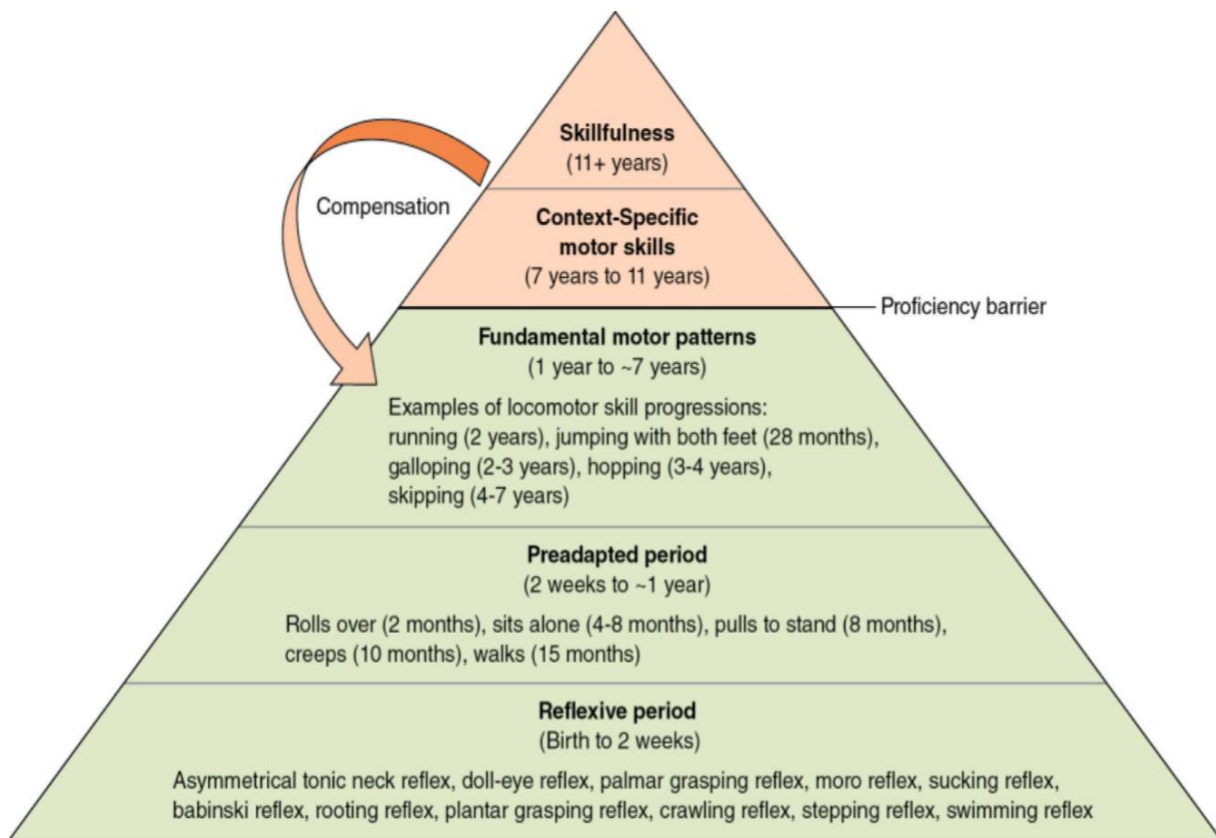 Skillfulness
(11+ years)
Compensation
Context-Specific
motor skills
(7 years to 11 years)
Proficiency barrier
Fundamental motor patterns
(1 year to ~7 years)
Examples of locomotor skill progressions:
running (2 years), jumping with both feet (28 months),
galloping (2-3 years), hopping (3-4 years),
skipping (4-7 years)
Preadapted period
(2 weeks to ~1 year)
Rolls over (2 months), sits alone (4-8 months), pulls to stand (8 months),
creeps (10 months), walks (15 months)
Reflexive period
(Birth to 2 weeks)
Asymmetrical tonic neck reflex, doll-eye reflex, palmar grasping reflex, moro reflex, sucking reflex,
babinski reflex, rooting reflex, plantar grasping reflex, crawling reflex, stepping reflex, swimming reflex